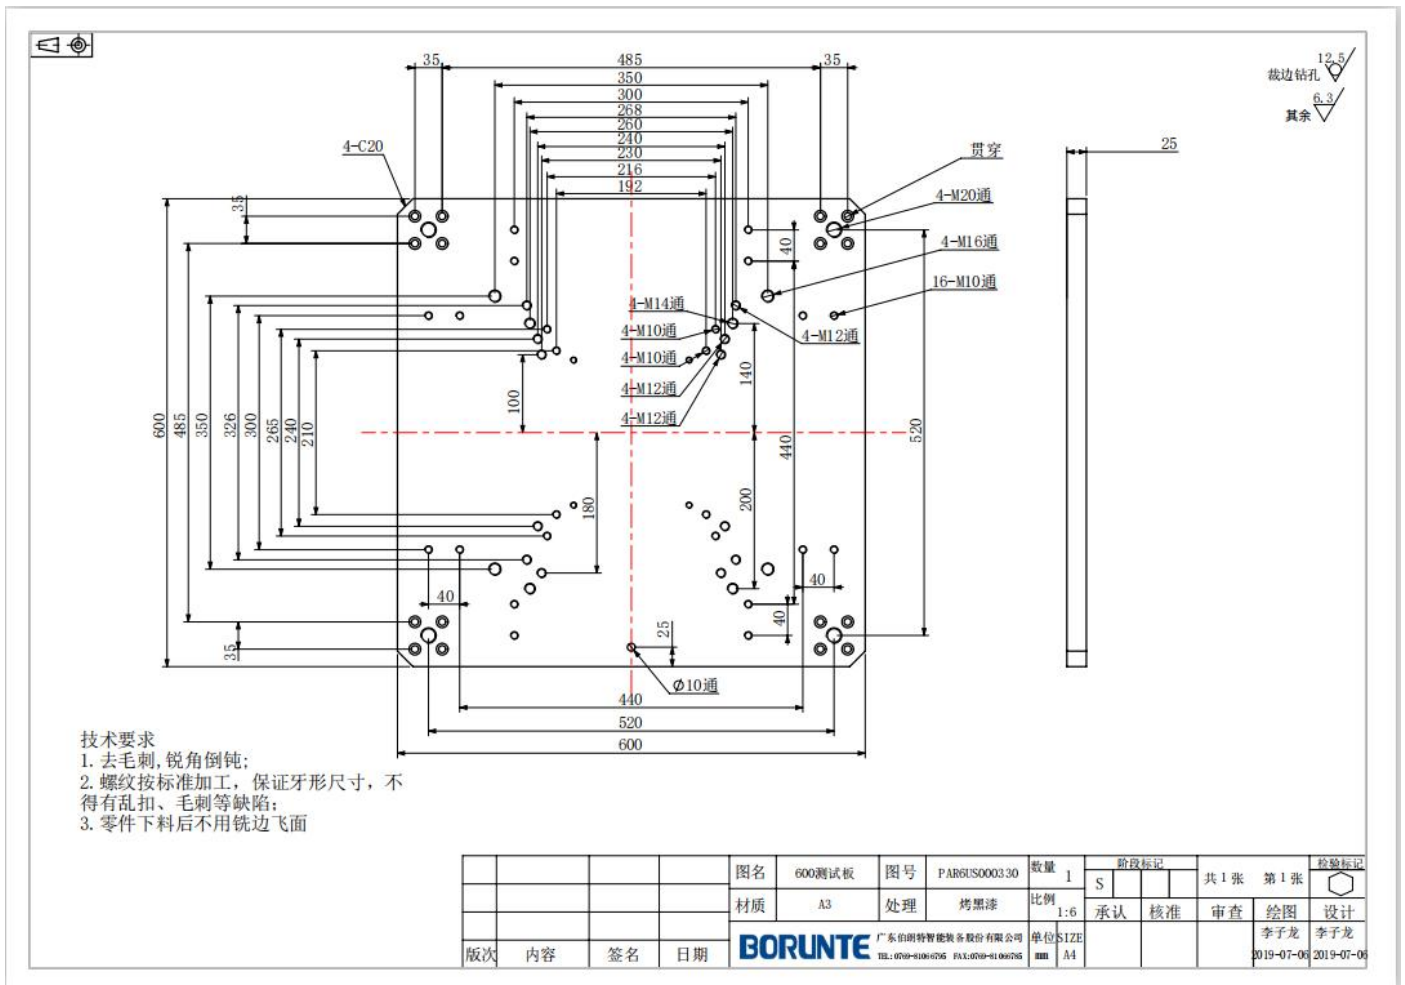 35
485
35
350
300
268
260
240
230
216
192
12.5
裁边钻孔
6.3
其余
4-C20
贯穿
25
35
4-M20通
40
4-M16通
16-M10通
4-M14通
4-M10通
4-M12通
4-M10通
4-M12通
4-M12通
140
100
600
485
350
326
300
265
240
210
520
440
200
180
40
40
40
25
35
Ø10通
440
520
600
技术要求
1. 去毛刺,锐角倒钝;
2. 螺纹按标准加工，保证牙形尺寸，不
得有乱扣、毛刺等缺陷;
3. 零件下料后不用铣边飞面
图名 600测试板 图号 PAR6US000330 数量 1 阶段标记 共1张 第1张 检验标记
S
材质 A3 处理 烤黑漆 比例 1:6 承认 核准 审查 绘图 设计
BORUNTE 广东伯朗特智能装备股份有限公司 单位 SIZE 李子龙 李子龙
版次 内容 签名 日期 TEL:0769-81066795 FAX:0769-81066785 mm A4 2019-07-06 2019-07-06